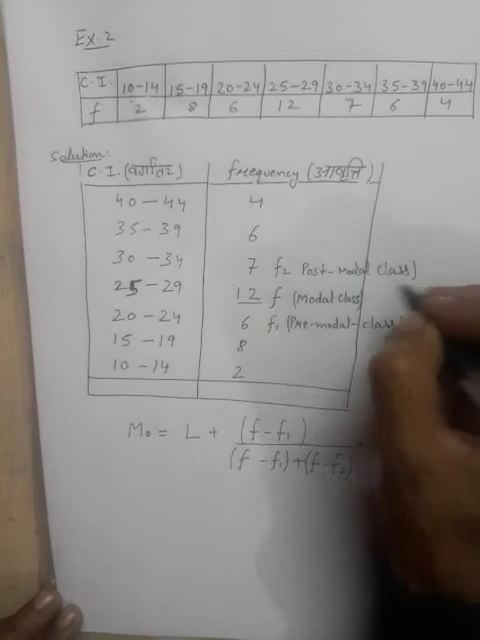 Ex. 2
C.I. 10-14 15-19 20-24 25-29 30-34 35-39 40-44
f 2 8 6 12 7 6 4
Solution:
C.I. (वर्गांतर) frequency (आवृत्ति)
40-44 4
35-39 6
30-34 7 f₂ Post-Modal class)
25-29 12 f (Modal class)
20-24 6 f₁ (Pre-modal-class)
15-19 8
10-14 2
M₀ = L + (f-f₁)
(f-f₁)+(f-f₂)